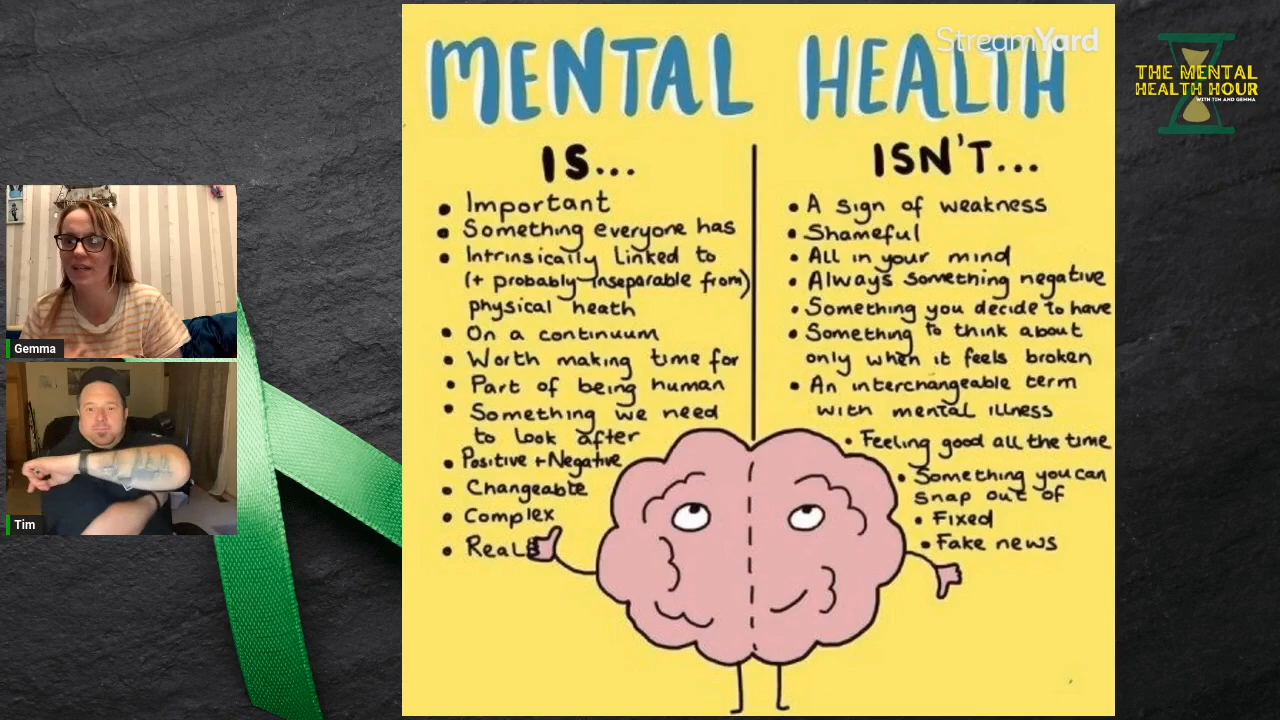 MENTAL HEALTH
StreamYard
THE MENTAL
HEALTH HOUR
WITH TIM AND GEMMA
IS...
• Important
• Something everyone has
• Intrinsically linked to
(+ probably inseparable from)
physical heath
• On a continuum
• Worth making time for
• Part of being human
• Something we need
to look after
• Positive + Negative
• Changeable
• Complex
• Real
ISN'T...
• A sign of weakness
• Shameful
• All in your mind
• Always something negative
• Something you decide to have
• Something to think about
only when it feels broken
• An interchangeable term
with mental illness
• Feeling good all the time
• Something you can
snap out of
• Fixed
• Fake news
Gemma
Tim